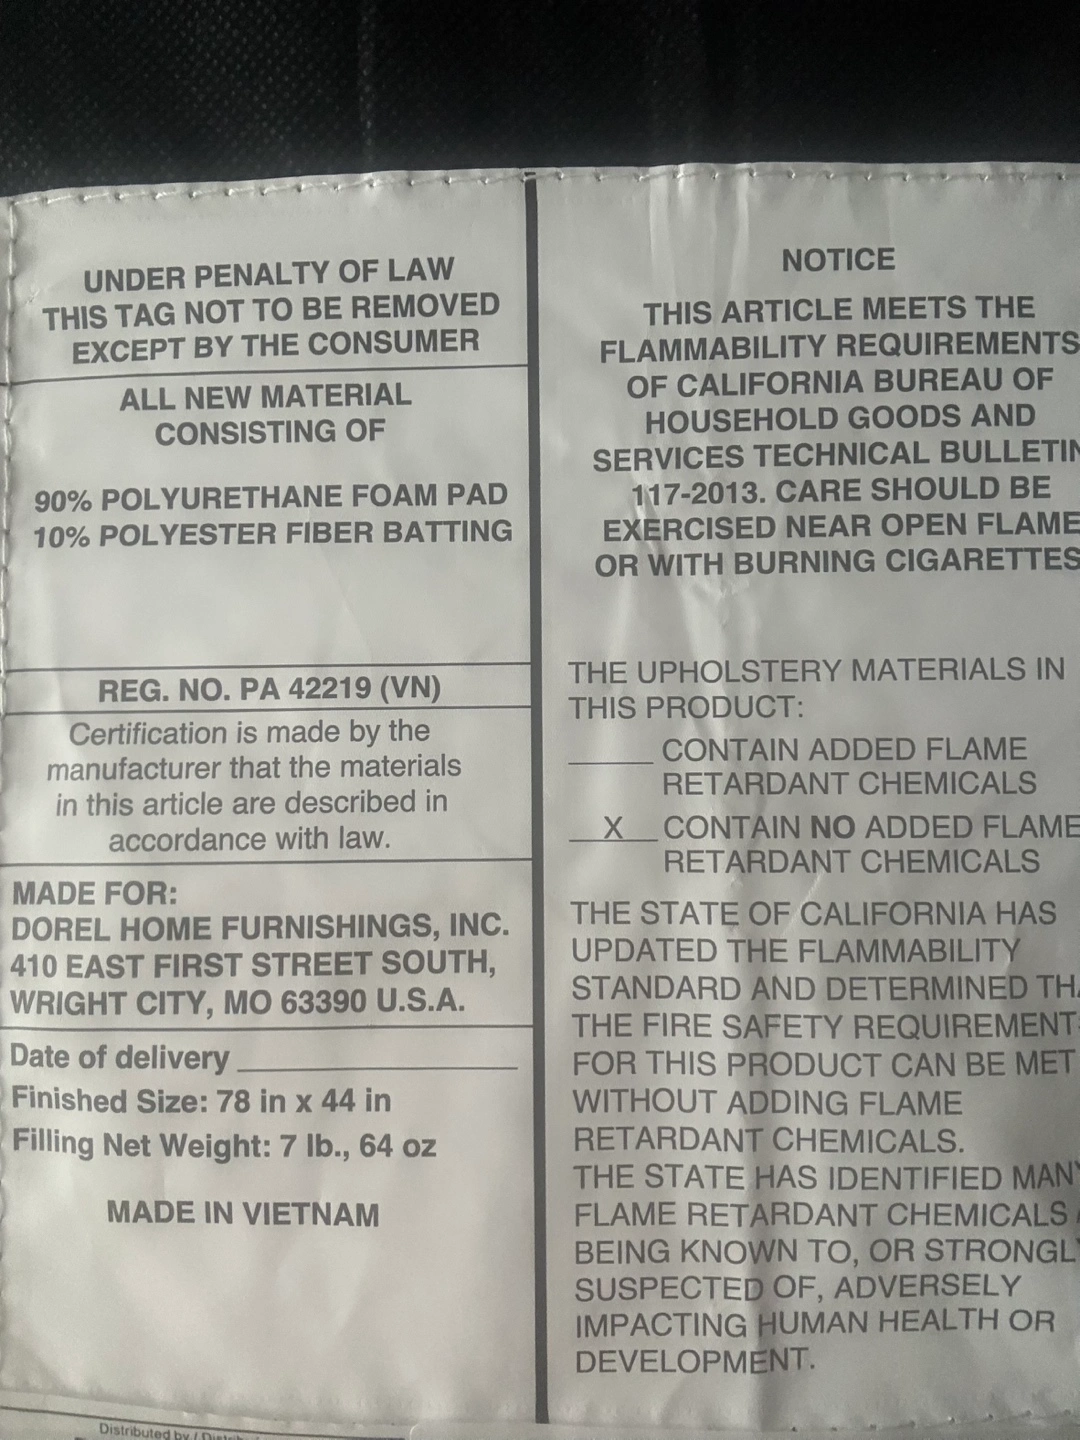 UNDER PENALTY OF LAW
THIS TAG NOT TO BE REMOVED
EXCEPT BY THE CONSUMER
ALL NEW MATERIAL
CONSISTING OF
90% POLYURETHANE FOAM PAD
10% POLYESTER FIBER BATTING
REG. NO. PA 42219 (VN)
Certification is made by the
manufacturer that the materials
in this article are described in
accordance with law.
MADE FOR:
DOREL HOME FURNISHINGS, INC.
410 EAST FIRST STREET SOUTH,
WRIGHT CITY, MO 63390 U.S.A.
Date of delivery
Finished Size: 78 in x 44 in
Filling Net Weight: 7 lb., 64 oz
MADE IN VIETNAM
NOTICE
THIS ARTICLE MEETS THE
FLAMMABILITY REQUIREMENTS
OF CALIFORNIA BUREAU OF
HOUSEHOLD GOODS AND
SERVICES TECHNICAL BULLETIN
117-2013. CARE SHOULD BE
EXERCISED NEAR OPEN FLAME
OR WITH BURNING CIGARETTES
THE UPHOLSTERY MATERIALS IN
THIS PRODUCT:
CONTAIN ADDED FLAME
RETARDANT CHEMICALS
X CONTAIN NO ADDED FLAME
RETARDANT CHEMICALS
THE STATE OF CALIFORNIA HAS
UPDATED THE FLAMMABILITY
STANDARD AND DETERMINED
THE FIRE SAFETY REQUIREMENT
FOR THIS PRODUCT CAN BE MET
WITHOUT ADDING FLAME
RETARDANT CHEMICALS.
THE STATE HAS IDENTIFIED MANY
FLAME RETARDANT CHEMICALS
BEING KNOWN TO, OR STRONGLY
SUSPECTED OF, ADVERSELY
IMPACTING HUMAN HEALTH OR
DEVELOPMENT.
Distributed by /